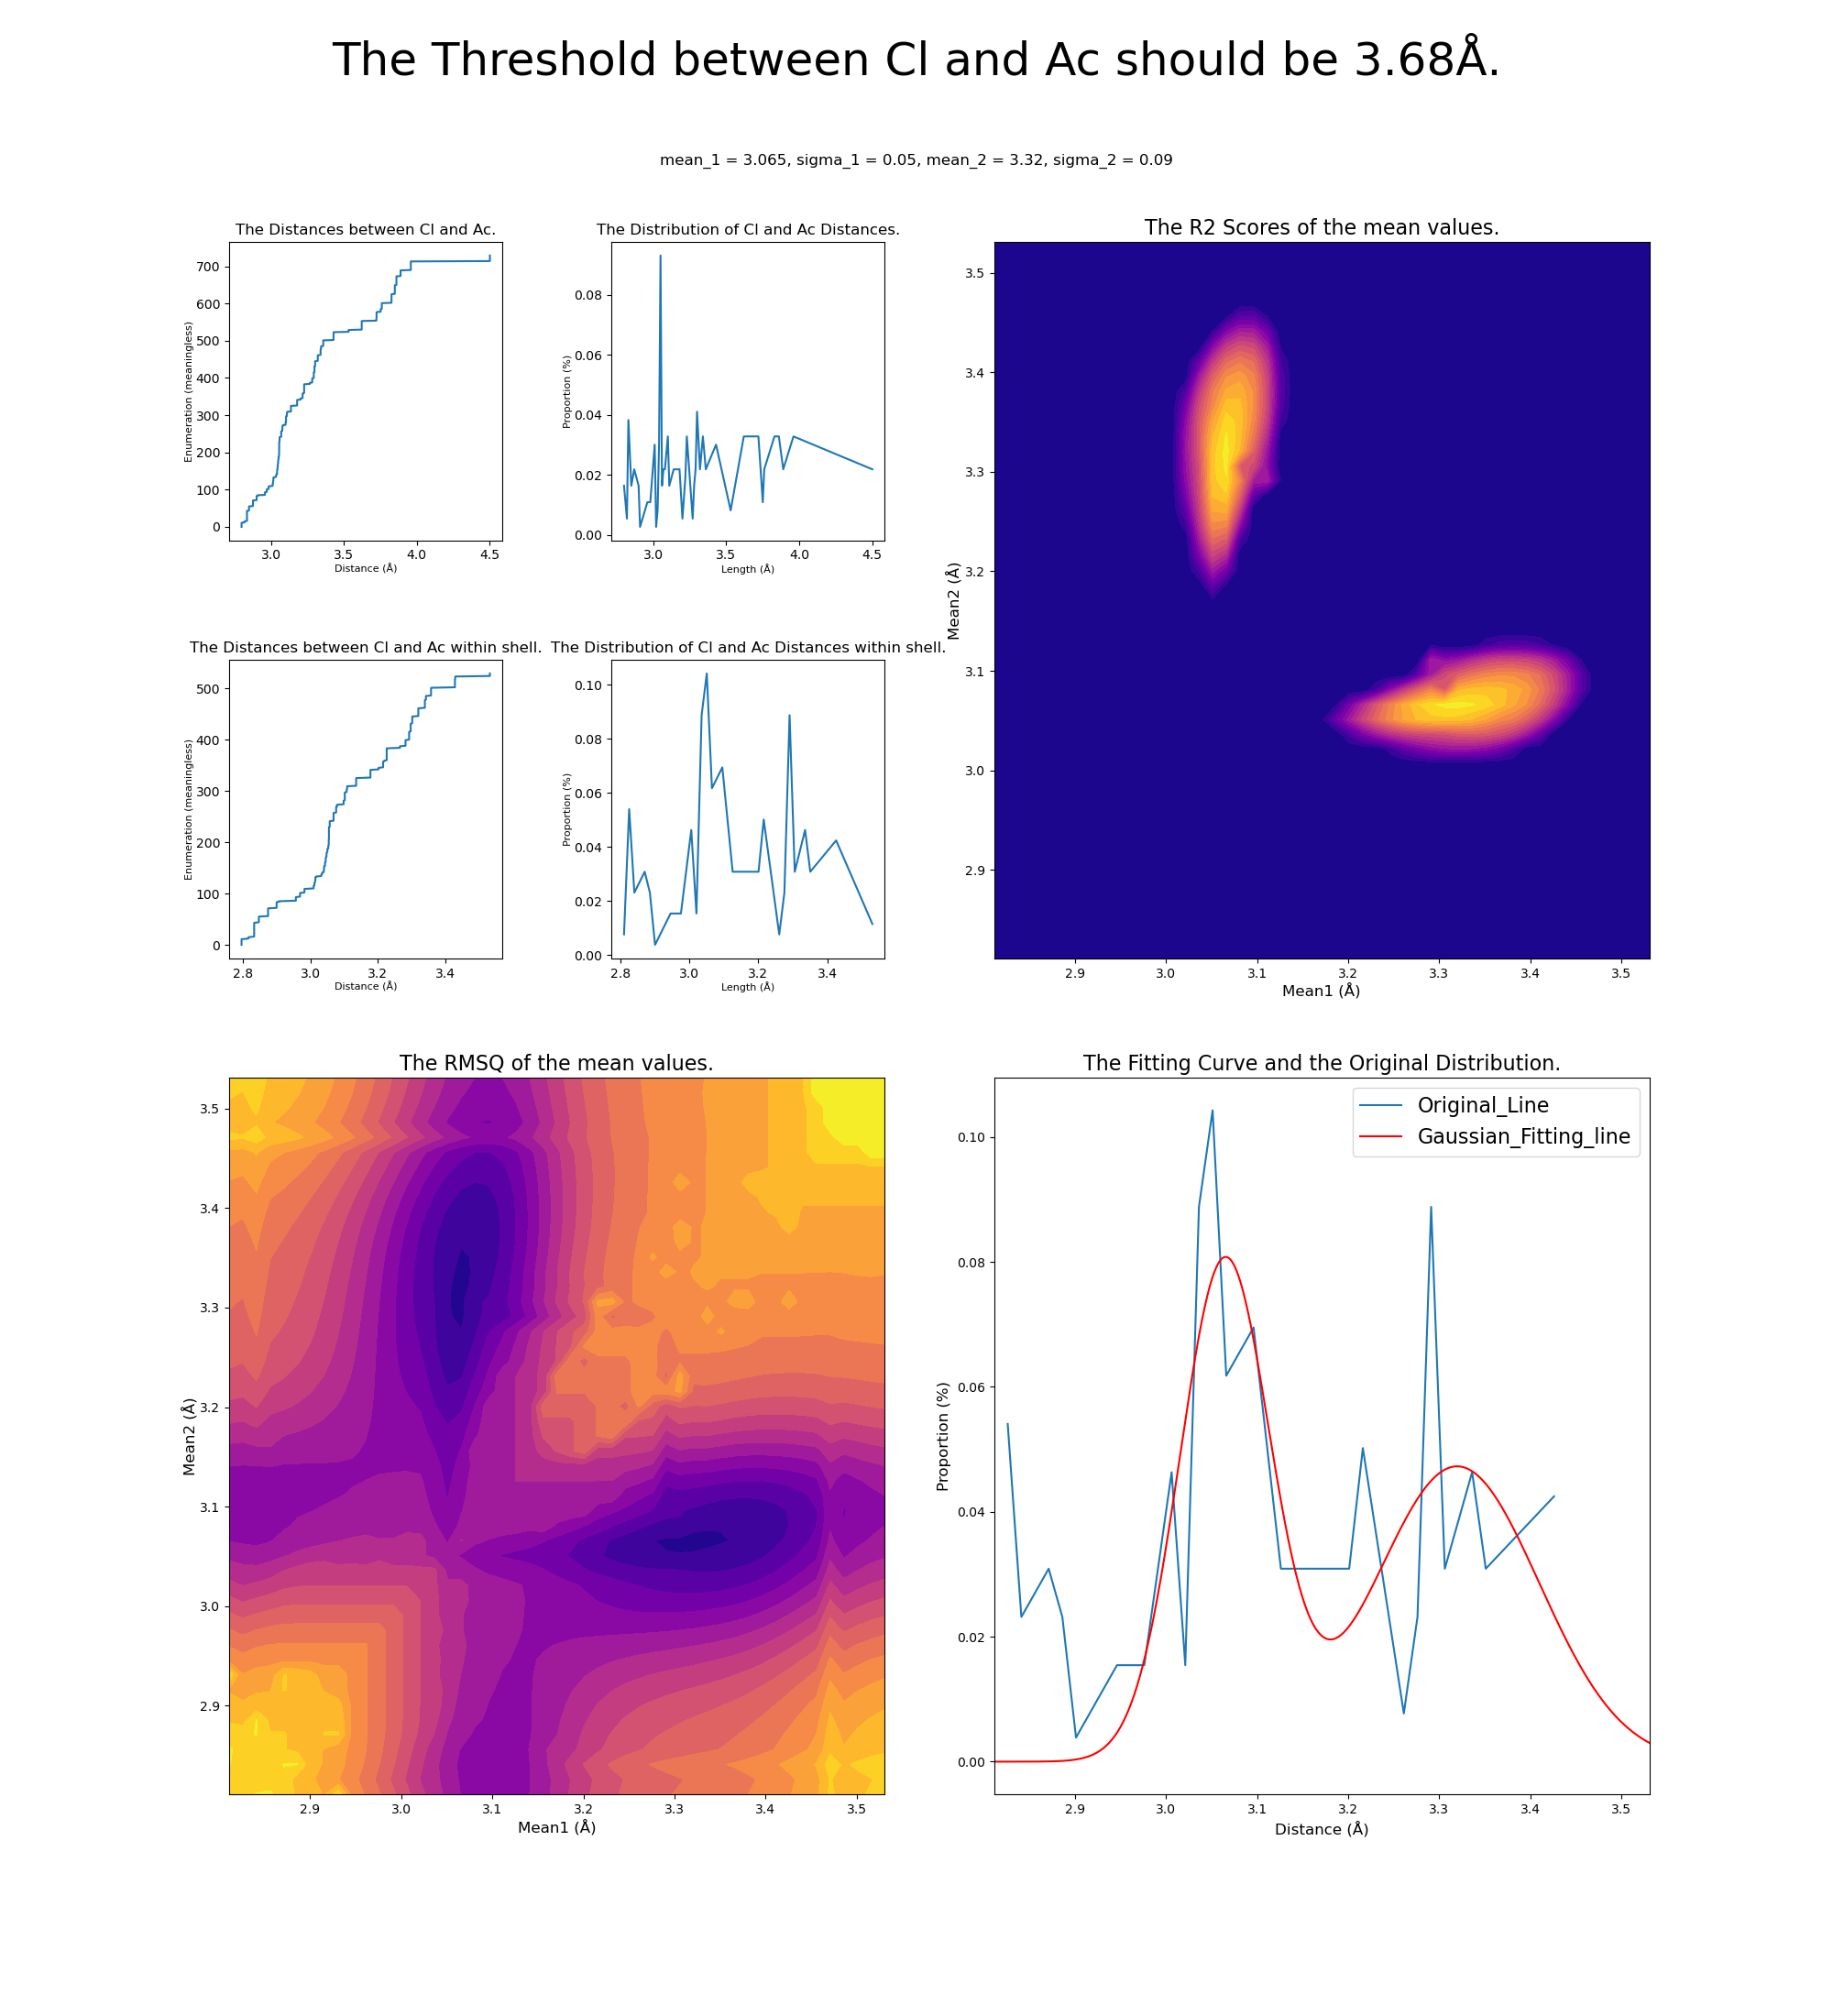 The Threshold between Cl and Ac should be 3.68Å.
mean_1 = 3.065, sigma_1 = 0.05, mean_2 = 3.32, sigma_2 = 0.09
The Distances between Cl and Ac.
Enumeration (meaningless)
700
600
500
400
300
200
100
0
3.0 3.5 4.0 4.5
Distance (Å)
The Distribution of Cl and Ac Distances.
Proportion (%)
0.08
0.06
0.04
0.02
0.00
3.0 3.5 4.0 4.5
Length (Å)
The R2 Scores of the mean values.
Mean2 (Å)
3.5
3.4
3.3
3.2
3.1
3.0
2.9
2.9 3.0 3.1 3.2 3.3 3.4 3.5
Mean1 (Å)
The Distances between Cl and Ac within shell.
Enumeration (meaningless)
500
400
300
200
100
0
2.8 3.0 3.2 3.4
Distance (Å)
The Distribution of Cl and Ac Distances within shell.
Proportion (%)
0.10
0.08
0.06
0.04
0.02
0.00
2.8 3.0 3.2 3.4
Length (Å)
The RMSQ of the mean values.
Mean2 (Å)
3.5
3.4
3.3
3.2
3.1
3.0
2.9
2.9 3.0 3.1 3.2 3.3 3.4 3.5
Mean1 (Å)
The Fitting Curve and the Original Distribution.
Original_Line
Gaussian_Fitting_line
Proportion (%)
0.10
0.08
0.06
0.04
0.02
0.00
2.9 3.0 3.1 3.2 3.3 3.4 3.5
Distance (Å)